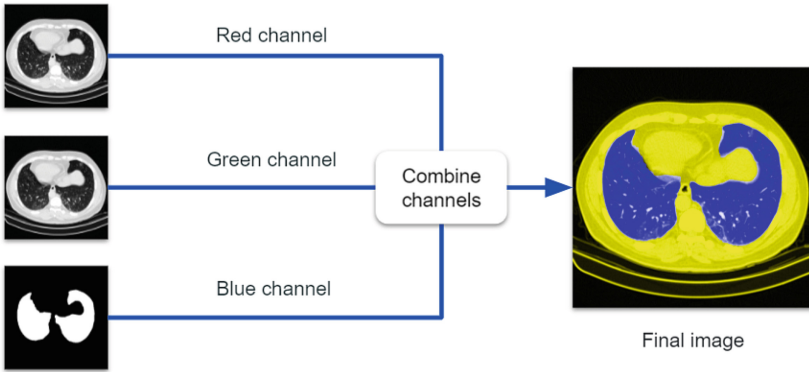 Red channel
Green channel
Combine
channels
Blue channel
Final image